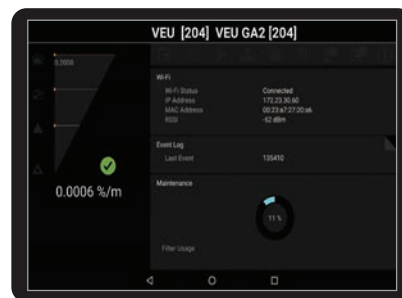 VEU [204] VEU GA2 [204]
0.2000
Wi-Fi
Wi-Fi Status Connected
IP Address 172.23.30.60
MAC Address 00:23:a7:27:20:a6
RSSI -52 dBm
Event Log
Last Event 135410
Maintenance
11 %
Filter Usage
0.0006 %/m